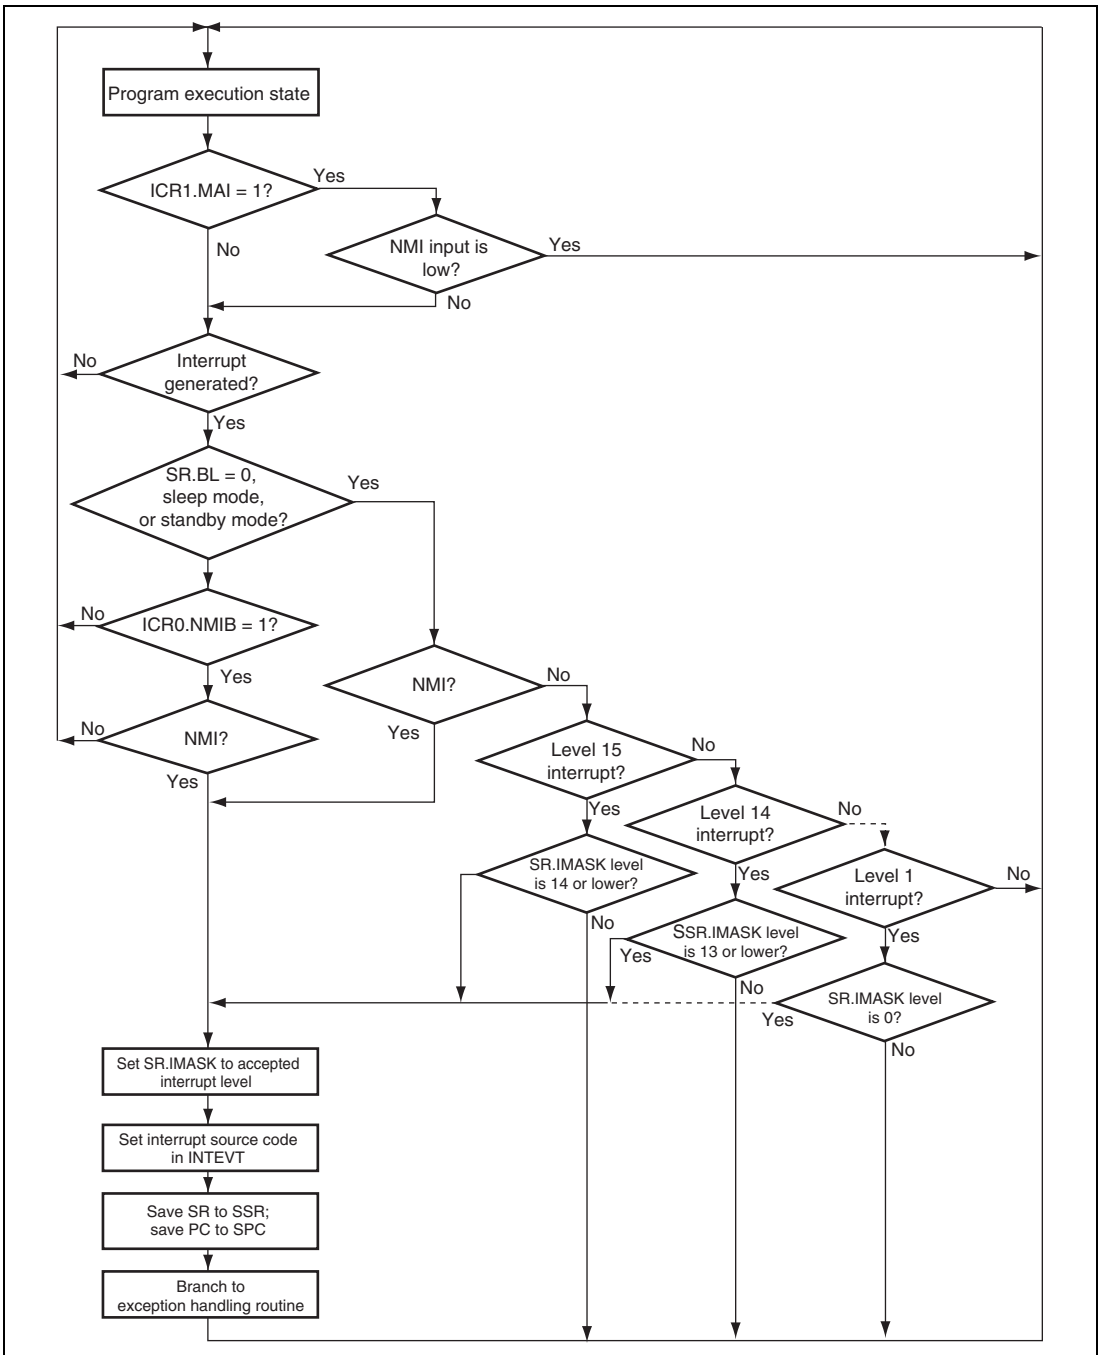 Program execution state
ICR1.MAI = 1?
Yes
No
NMI input is
low?
Yes
No
Interrupt
generated?
No
Yes
SR.BL = 0,
sleep mode,
or standby mode?
Yes
ICR0.NMIB = 1?
No
Yes
NMI?
No
Yes
NMI?
No
Yes
Level 15
interrupt?
No
Yes
Level 14
interrupt?
No
Yes
Level 1
interrupt?
No
Yes
SR.IMASK level
is 14 or lower?
No
SSR.IMASK level
is 13 or lower?
Yes
No
SR.IMASK level
is 0?
Yes
No
Set SR.IMASK to accepted
interrupt level
Set interrupt source code
in INTEVT
Save SR to SSR;
save PC to SPC
Branch to
exception handling routine